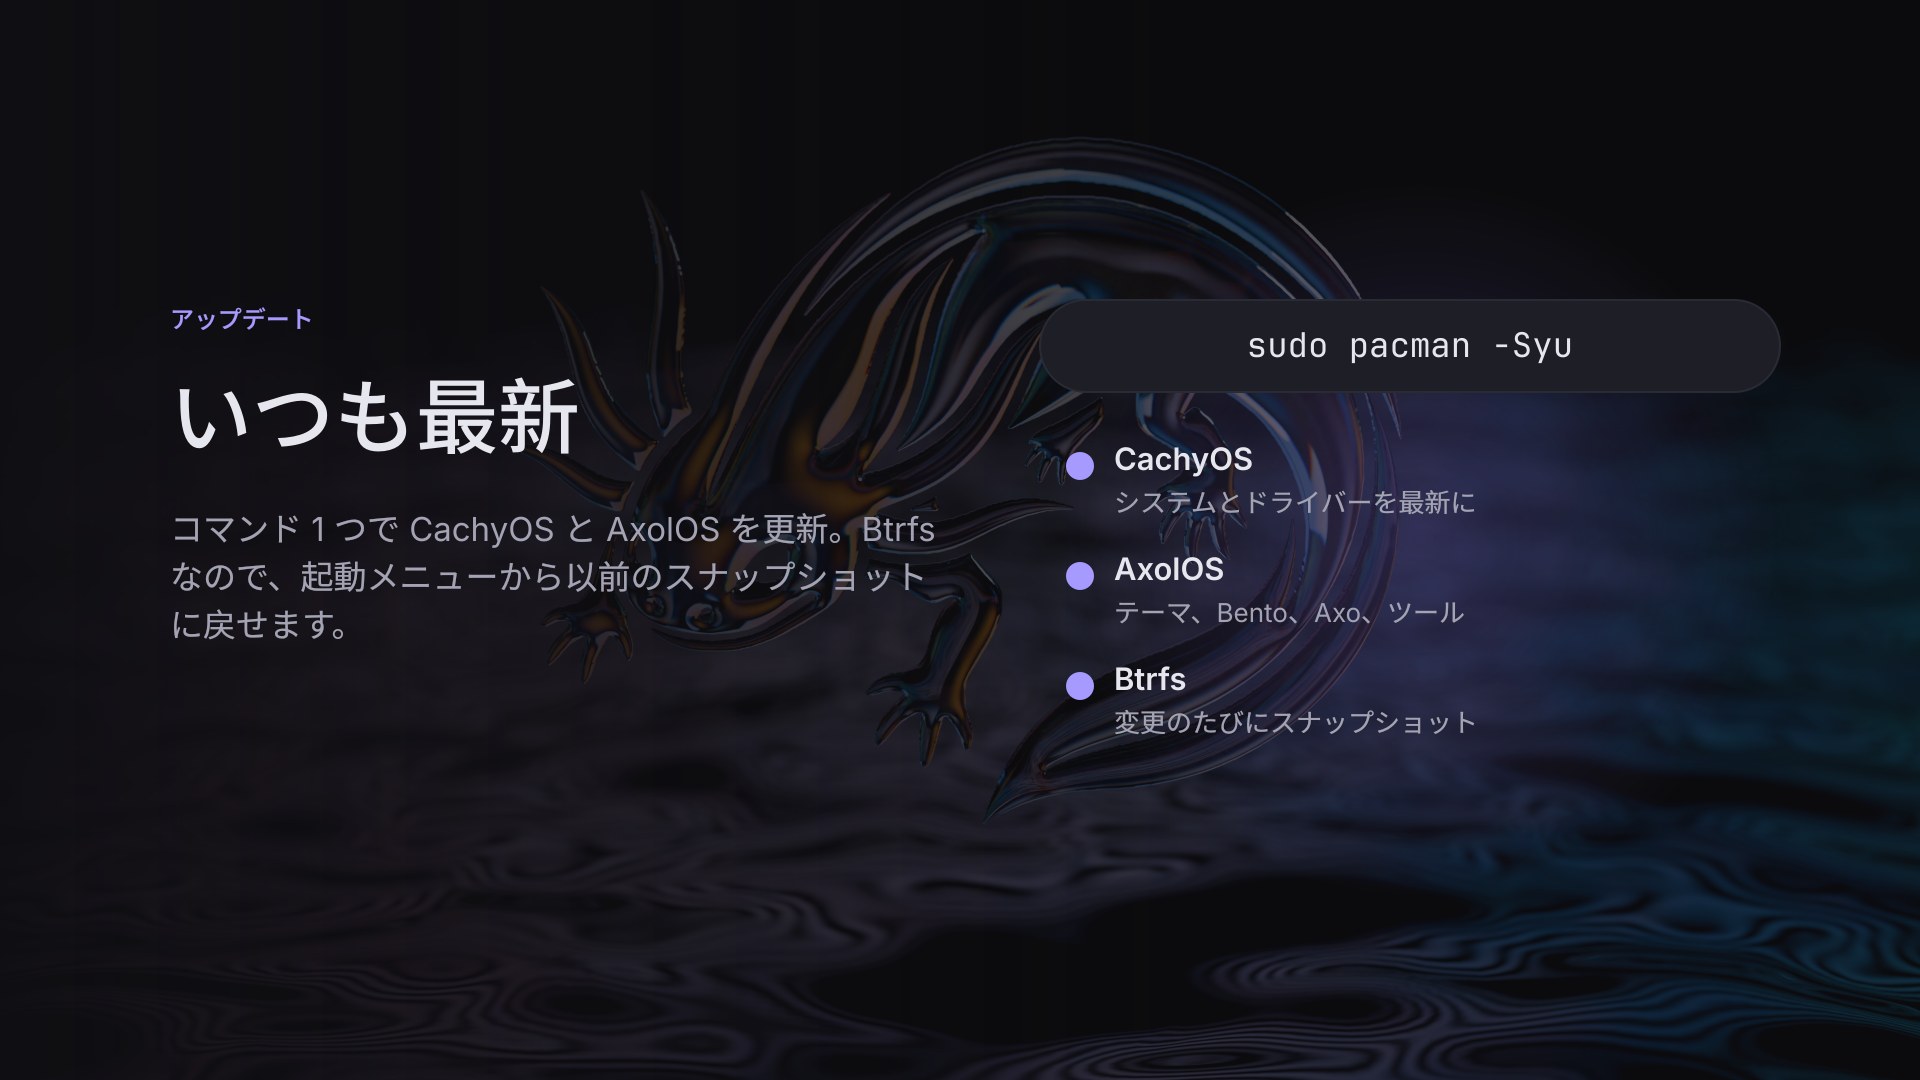 アップデート
いつも最新
コマンド 1 つで CachyOS と AxolOS を更新。Btrfs
なので、起動メニューから以前のスナップショット
に戻せます。
sudo pacman -Syu
CachyOS
システムとドライバーを最新に
AxolOS
テーマ、Bento、Axo、ツール
Btrfs
変更のたびにスナップショット